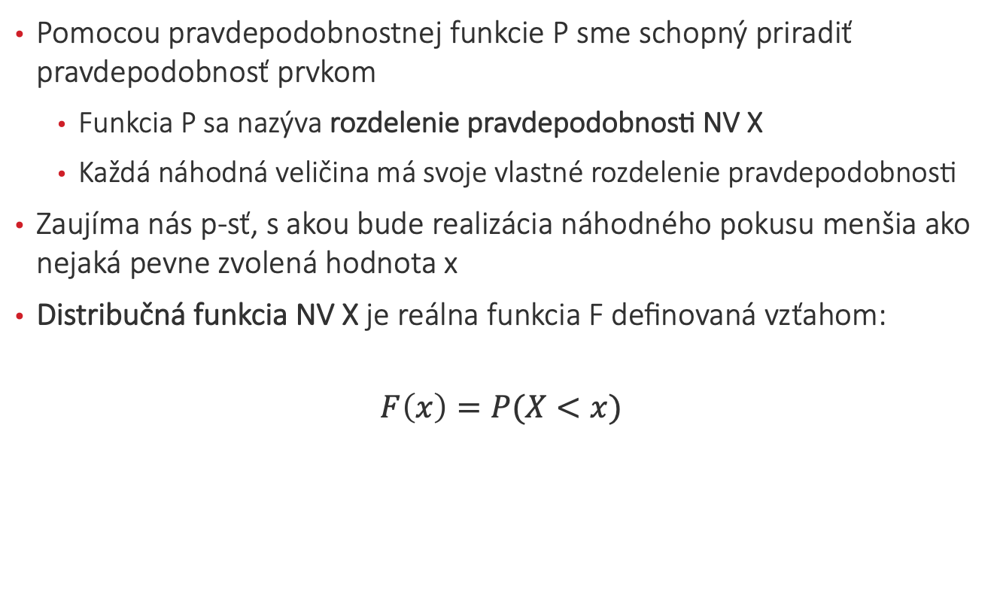 • Pomocou pravdepodobnostnej funkcie P sme schopný priradiť
pravdepodobnosť prvkom
• Funkcia P sa nazýva rozdelenie pravdepodobnosti NV X
• Každá náhodná veličina má svoje vlastné rozdelenie pravdepodobnosti
• Zaujíma nás p-sť, s akou bude realizácia náhodného pokusu menšia ako
nejaká pevne zvolená hodnota x
• Distribučná funkcia NV X je reálna funkcia F definovaná vzťahom:
F(x) = P(X < x)